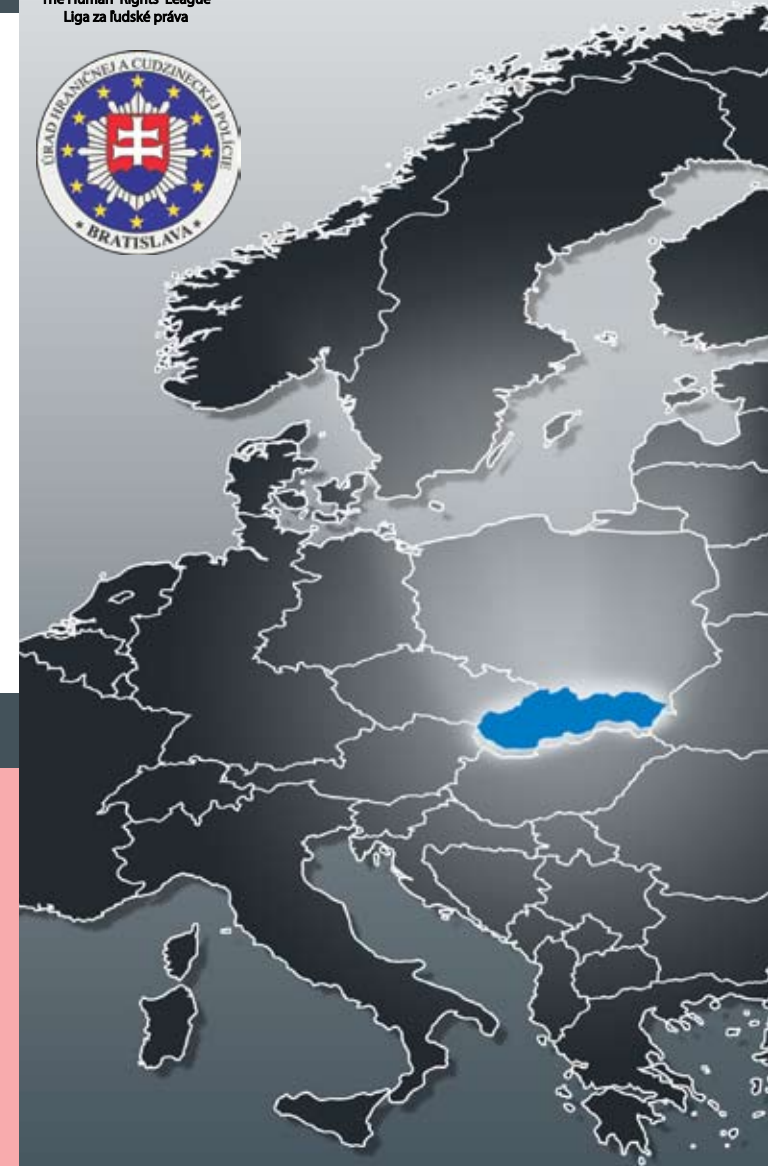 The Human Rights League
Liga za ľudské práva
ÚRAD HRANIČNEJ A CUDZINECKEJ POLÍCIE
* BRATISLAVA *